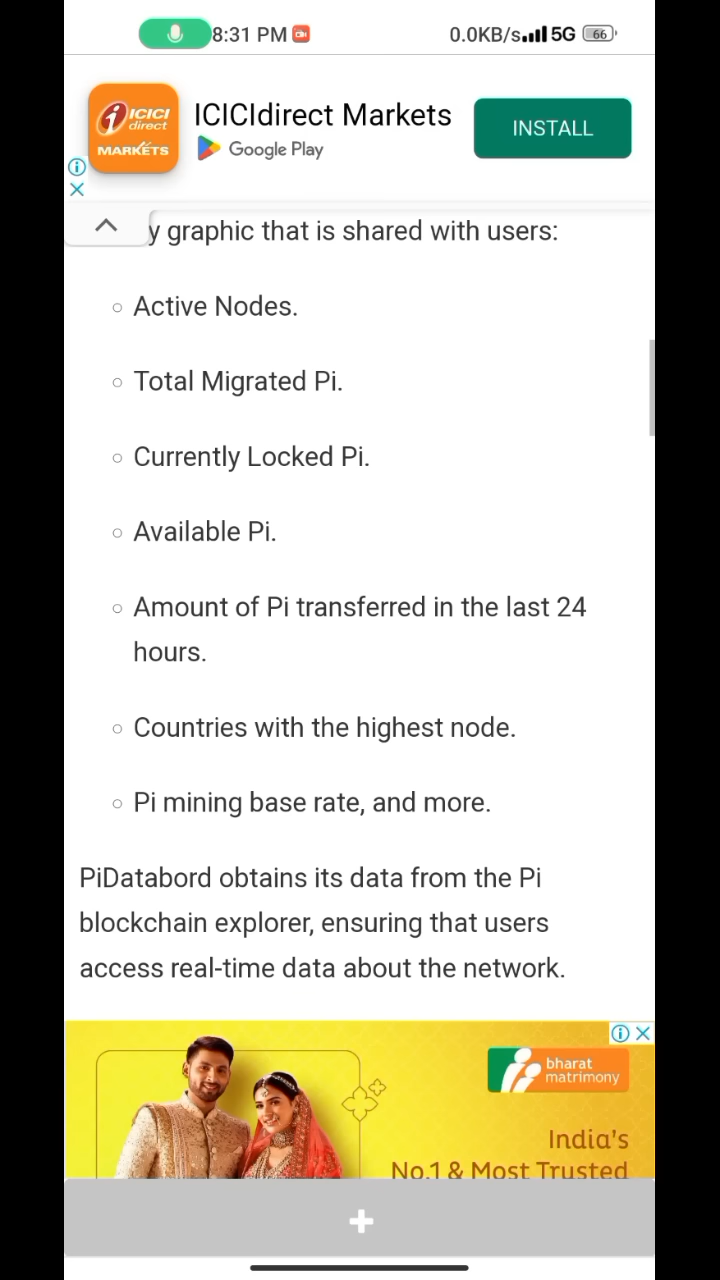 8:31 PM
0.0KB/s 5G 66
ICICI
direct
MARKETS
ICICIdirect Markets
Google Play
INSTALL
y graphic that is shared with users:
Active Nodes.
Total Migrated Pi.
Currently Locked Pi.
Available Pi.
Amount of Pi transferred in the last 24
hours.
Countries with the highest node.
Pi mining base rate, and more.
PiDatabord obtains its data from the Pi
blockchain explorer, ensuring that users
access real-time data about the network.
bharat
matrimony
India's
No.1 & Most Trusted